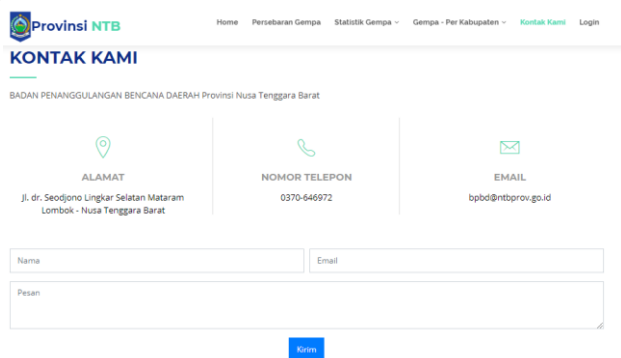 Provinsi NTB
Home Persebaran Gempa Statistik Gempa Gempa - Per Kabupaten Kontak Kami Login
KONTAK KAMI
BADAN PENANGGULANGAN BENCANA DAERAH Provinsi Nusa Tenggara Barat
ALAMAT
Jl. dr. Seodjono Lingkar Selatan Mataram
Lombok - Nusa Tenggara Barat
NOMOR TELEPON
0370-646972
EMAIL
bpbd@ntbprov.go.id
Nama
Email
Pesan
Kirim